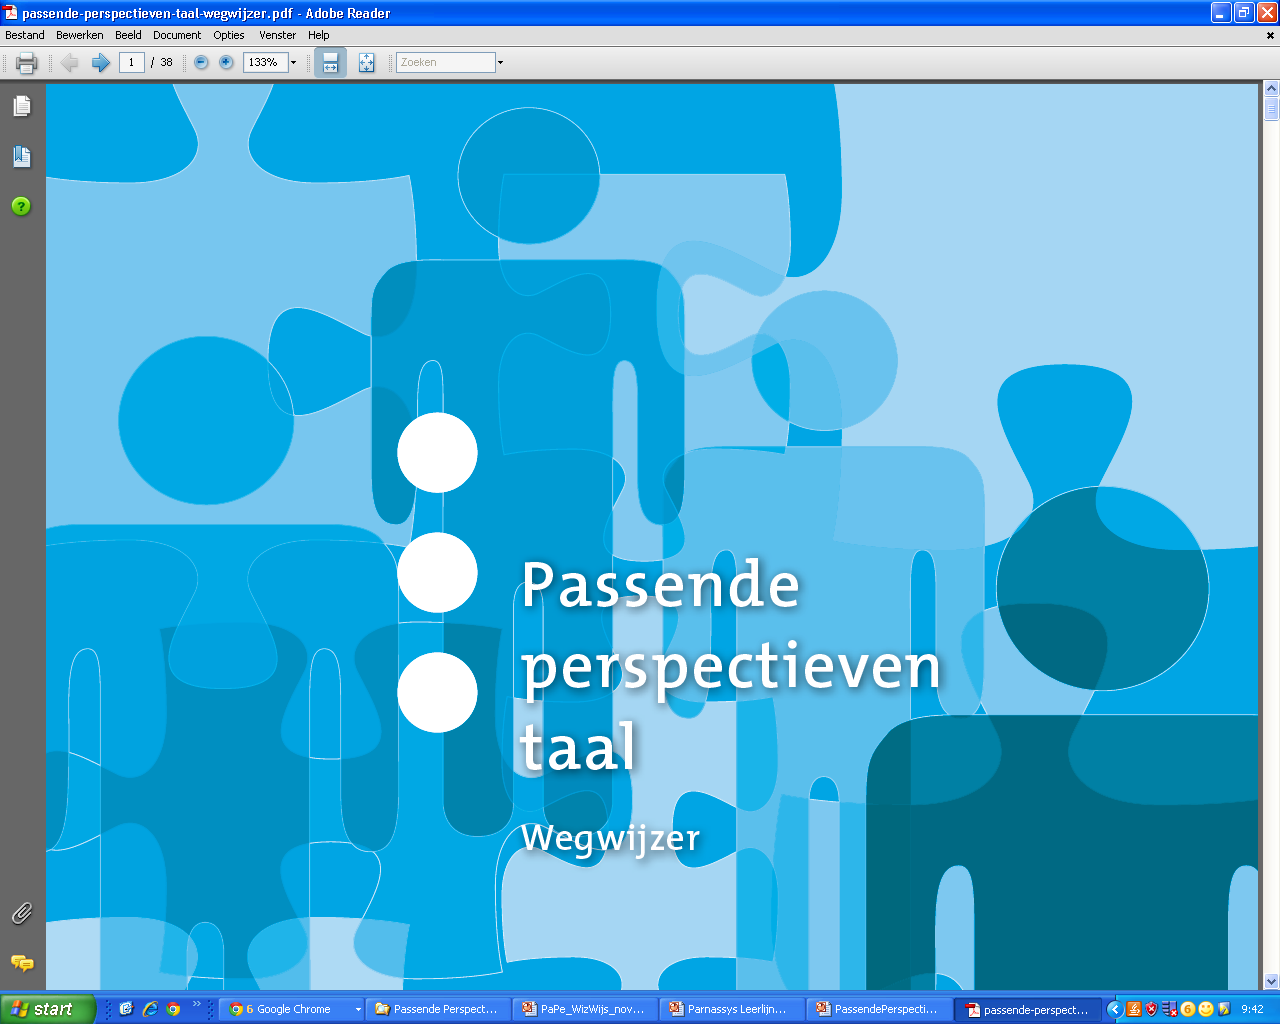 passende-perspectieven-taal-wegwijzer.pdf - Adobe Reader
Bestand Bewerken Beeld Document Opties Venster Help
1 / 38 133% Zoeken
Passende
perspectieven
taal
Wegwijzer
start 6 Google Chrome Passende Perspect... PaPe_WizWijs_nov... Parnassys Leerlijn... PassendePerspecti... passende-perspect... 9:42